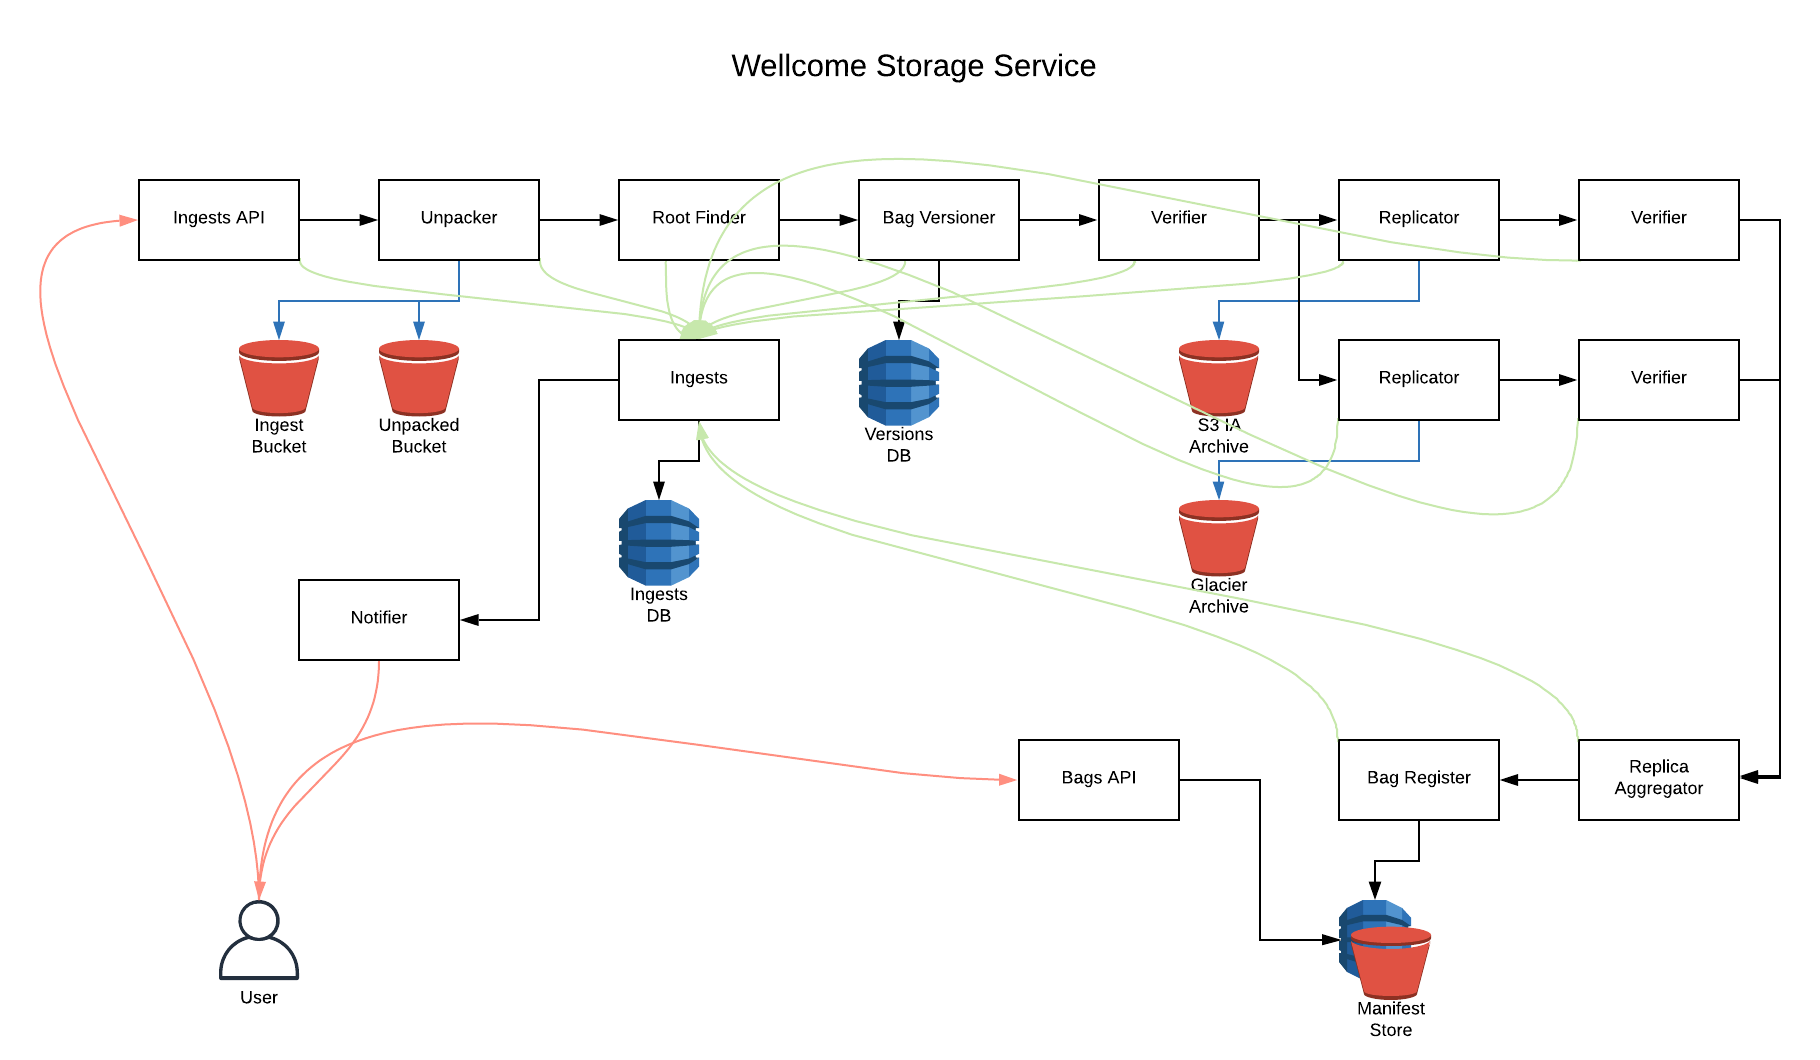 Wellcome Storage Service
Ingests API
Unpacker
Root Finder
Bag Versioner
Verifier
Replicator
Verifier
Ingest
Bucket
Unpacked
Bucket
Ingests
Versions
DB
S3 IA
Archive
Replicator
Verifier
Ingests
DB
Glacier
Archive
Notifier
Bags API
Bag Register
Replica
Aggregator
User
Manifest
Store